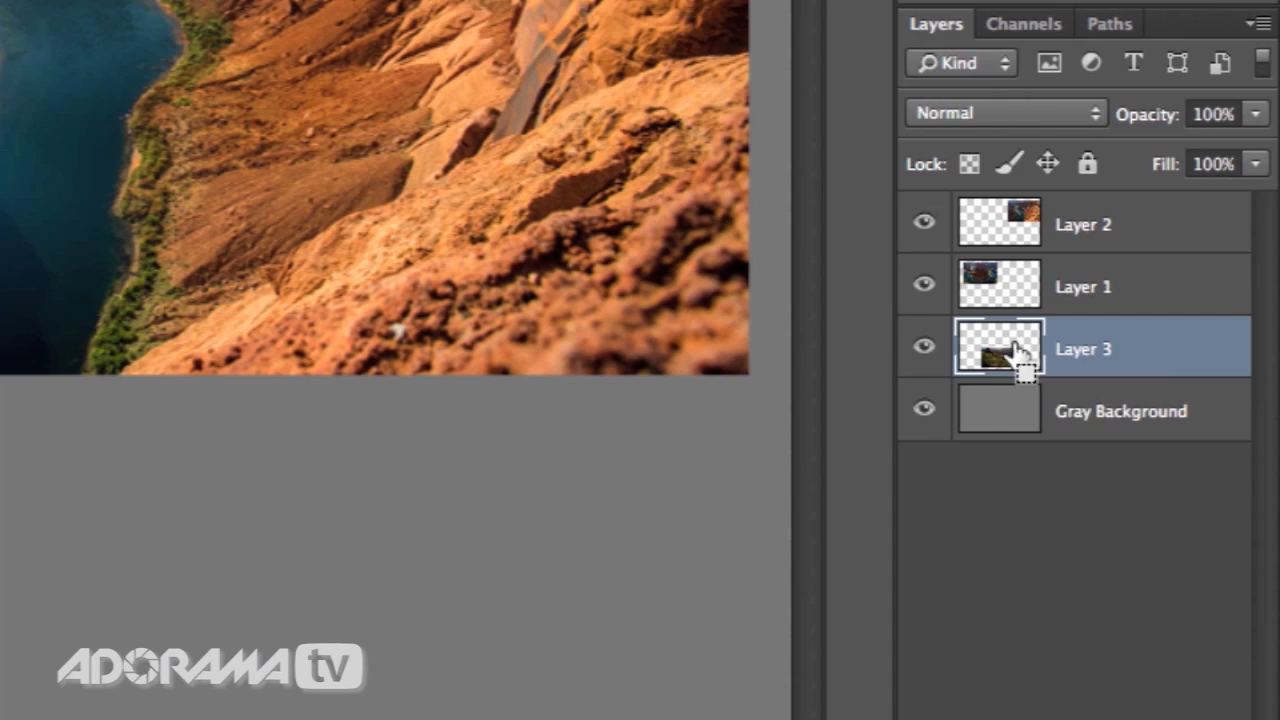 Layers Channels Paths
Kind T
Normal Opacity: 100%
Lock: Fill: 100%
Layer 2
Layer 1
Layer 3
Gray Background
ADORAMA tv